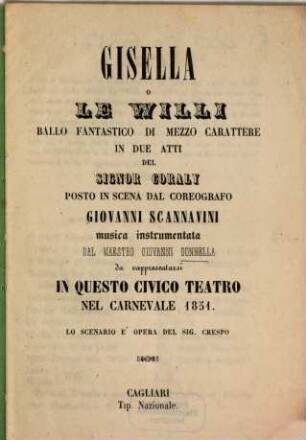 GISELLA
O
LE WILLI
BALLO FANTASTICO DI MEZZO CARATTERE
IN DUE ATTI
DEL
SIGNOR CORALY
POSTO IN SCENA DAL COREOGRAFO
GIOVANNI SCANNAVINI
musica instrumentata
DAL MAESTRO GIOVANNI DONNELLA
da rappresentarsi
IN QUESTO CIVICO TEATRO
NEL CARNEVALE 1851.
LO SCENARIO E' OPERA DEL SIG. CRESPO
CAGLIARI
Tip. Nazionale.